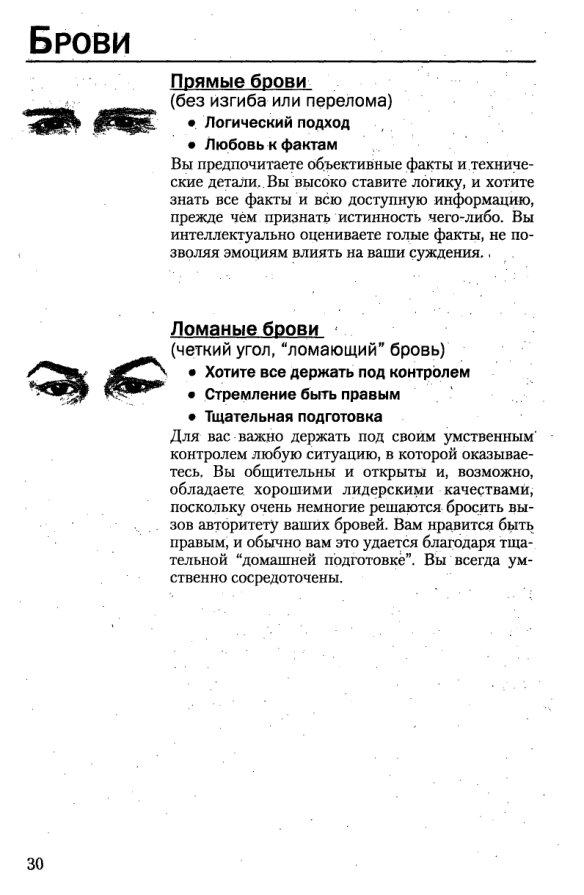 Брови
Прямые брови
(без изгиба или перелома)
• Логический подход
• Любовь к фактам
Вы предпочитаете объективные факты и техниче-
ские детали. Вы высоко ставите логику, и хотите
знать все факты и всю доступную информацию,
прежде чем признать истинность чего-либо. Вы
интеллектуально оцениваете голые факты, не по-
зволяя эмоциям влиять на ваши суждения.
Ломаные брови
(четкий угол, “ломающий” бровь)
• Хотите все держать под контролем
• Стремление быть правым
• Тщательная подготовка
Для вас важно держать под своим умственным
контролем любую ситуацию, в которой оказывае-
тесь. Вы общительны и открыты и, возможно,
обладаете хорошими лидерскими качествами,
поскольку очень немногие решаются бросить вы-
зов авторитету ваших бровей. Вам нравится быть
правым, и обычно вам это удается благодаря тща-
тельной “домашней подготовке”. Вы всегда ум-
ственно сосредоточены.
30